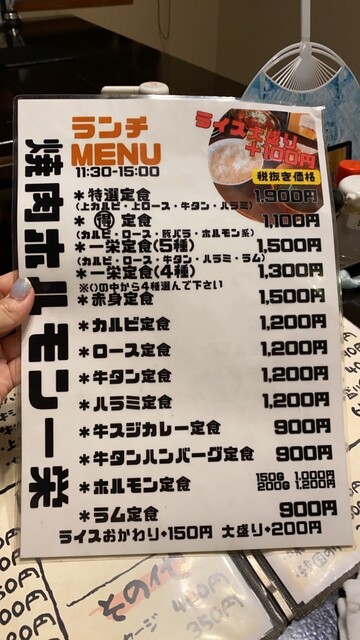 焼肉ホルモン一栄
ランチ
MENU
11:30-15:00
ライス大盛り
+100円
税抜き価格
*特選定食 1,900円
(上カルビ・上ロース・牛タン・ハラミ)
*得 定食 1,100円
(カルビ・ロース・豚バラ・ホルモン系)
*一栄定食(5種) 1,500円
(カルビ・ロース・牛タン・ハラミ・ラム)
*一栄定食(4種) 1,300円
※()の中から4種選んで下さい
*赤身定食 1,500円
*カルビ定食 1,200円
*ロース定食 1,200円
*牛タン定食 1,200円
*ハラミ定食 1,200円
*牛スジカレー定食 900円
*牛タンハンバーグ定食 900円
*ホルモン定食 150G 1,000円
200G 1,200円
*ラム定食 900円
ライスおかわり+150円 大盛り+200円
その他
350円